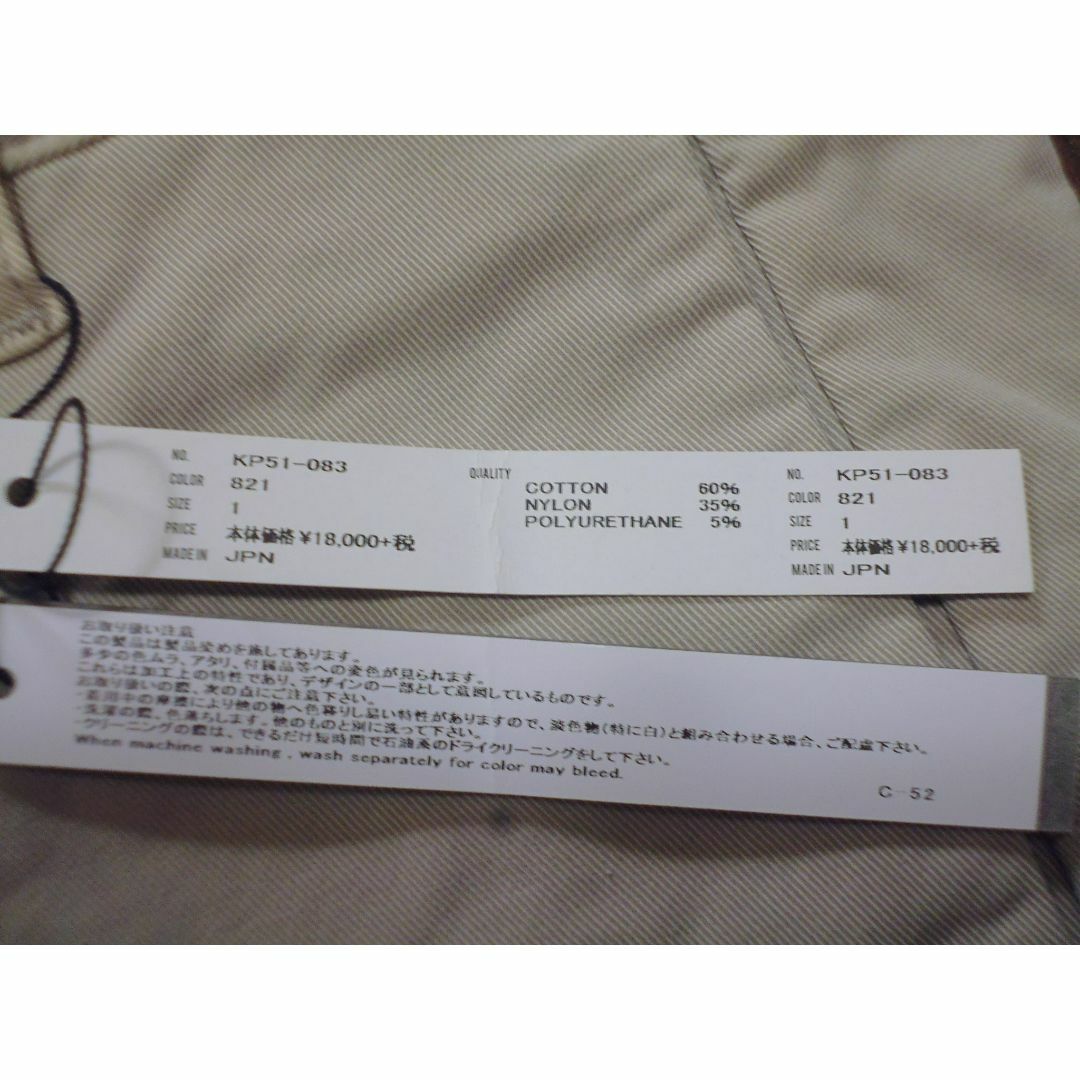 NO. KP51-083
COLOR 821
SIZE 1
PRICE 本体価格 ¥18,000+税
MADE IN JPN
QUALITY
COTTON 60%
NYLON 35%
POLYURETHANE 5%
NO. KP51-083
COLOR 821
SIZE 1
PRICE 本体価格 ¥18,000+税
MADE IN JPN
お取り扱い注意
この製品は製品染めを施してあります。
多少の色ムラ、アタリ、付属品等への染色が見られます。
これらは加工上の特性であり、デザインの一部として意図しているものです。
お取り扱いの際、次の点にご注意下さい。
・着用中の摩擦により他の物へ色移りし易い特性がありますので、淡色物(特に白)と組み合わせる場合、ご配慮下さい。
・洗濯の際、色落ちします。他のものと別に洗って下さい。
・クリーニングの際は、できるだけ短時間で石油系のドライクリーニングをして下さい。
When machine washing , wash separately for color may bleed.
C-52